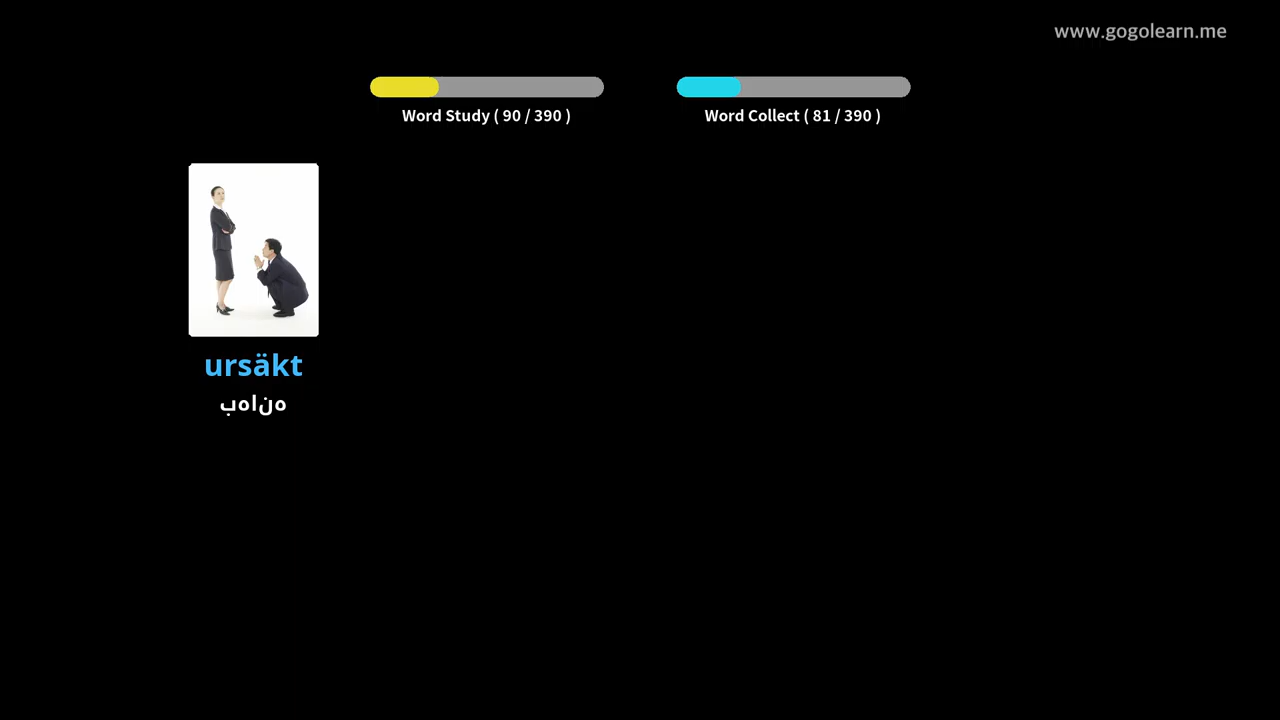 www.gogolearn.me
Word Study ( 90 / 390 )
Word Collect ( 81 / 390 )
ursäkt
بهانه